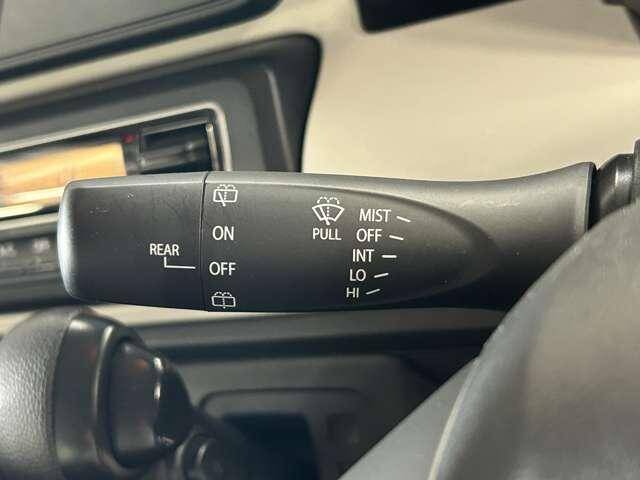 REAR
ON
OFF
PULL
MIST
OFF
INT
LO
HI